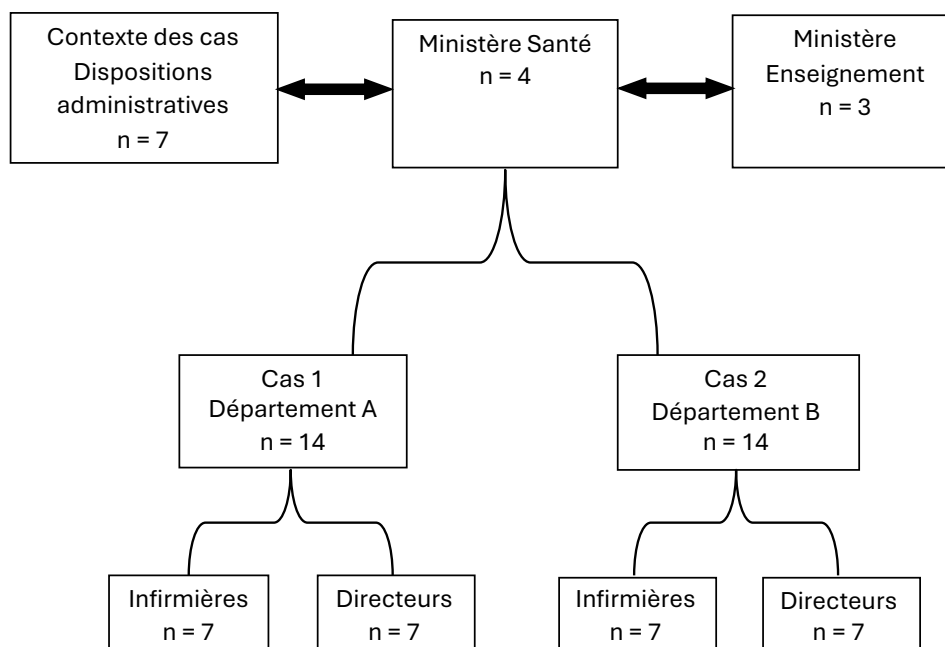 Contexte des cas
Dispositions
administratives
n = 7
Ministère Santé
n = 4
Ministère
Enseignement
n = 3
Cas 1
Département A
n = 14
Cas 2
Département B
n = 14
Infirmières
n = 7
Directeurs
n = 7
Infirmières
n = 7
Directeurs
n = 7